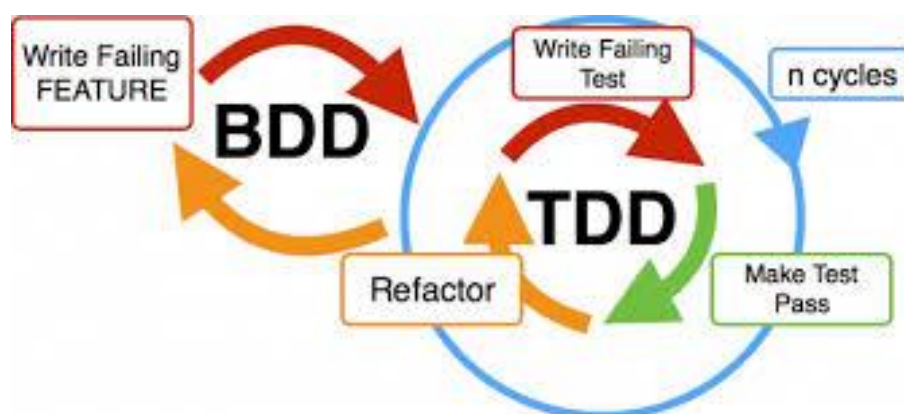 Write Failing
FEATURE
BDD
Write Failing
Test
n cycles
TDD
Refactor
Make Test
Pass